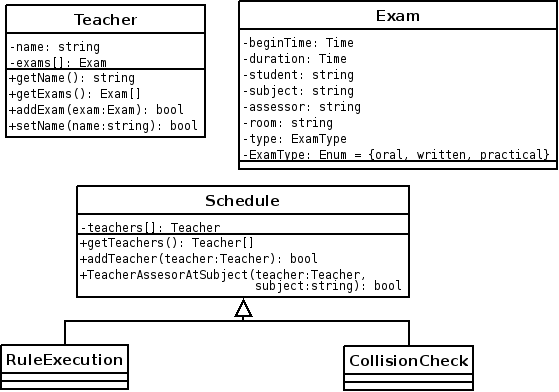 Teacher
-name: string
-exams[]: Exam
+getName(): string
+getExams(): Exam[]
+addExam(exam:Exam): bool
+setName(name:string): bool
Exam
-beginTime: Time
-duration: Time
-student: string
-subject: string
-assessor: string
-room: string
-type: ExamType
-ExamType: Enum = {oral, written, practical}
Schedule
-teachers[]: Teacher
+getTeachers(): Teacher[]
+addTeacher(teacher:Teacher): bool
+TeacherAssesorAtSubject(teacher:Teacher,
subject:string): bool
RuleExecution
CollisionCheck